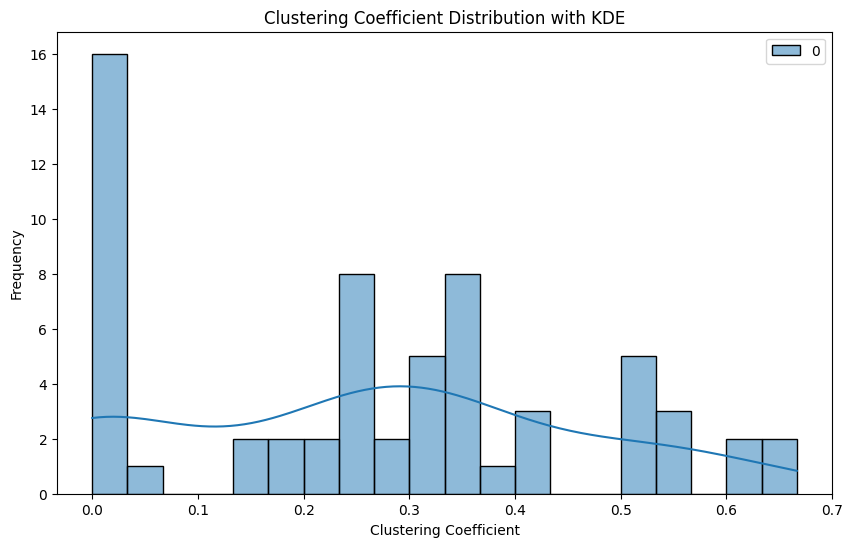 Clustering Coefficient Distribution with KDE
0
16
14
12
10
8
6
4
2
0
Frequency
0.0 0.1 0.2 0.3 0.4 0.5 0.6 0.7
Clustering Coefficient